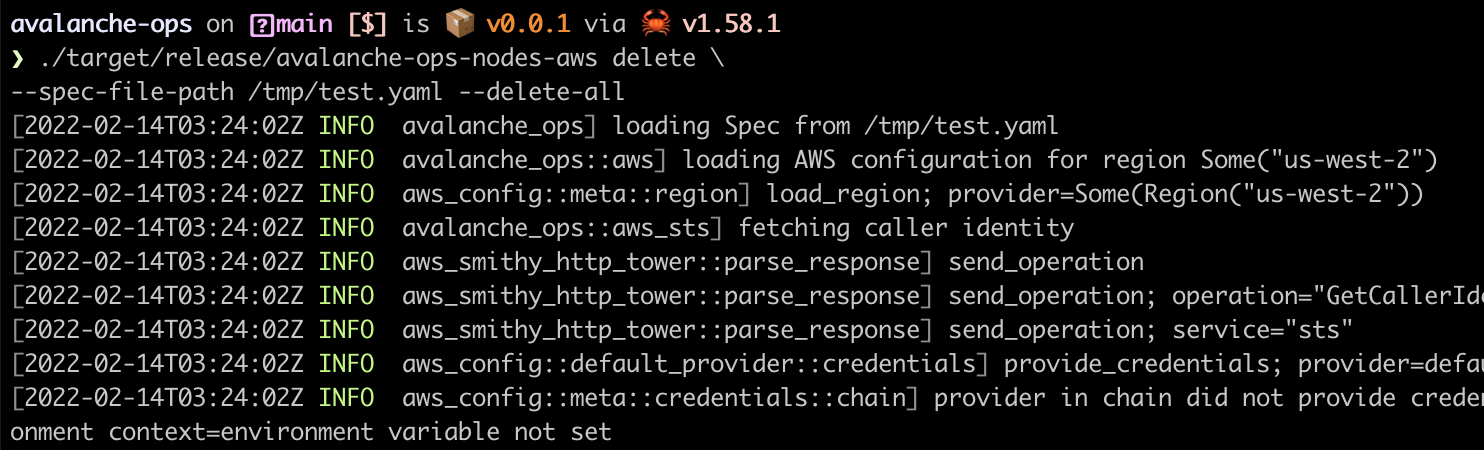 avalanche-ops on main [$] is 📦 v0.0.1 via 🦀 v1.58.1
❯ ./target/release/avalanche-ops-nodes-aws delete \
--spec-file-path /tmp/test.yaml --delete-all
[2022-02-14T03:24:02Z INFO  avalanche_ops] loading Spec from /tmp/test.yaml
[2022-02-14T03:24:02Z INFO  avalanche_ops::aws] loading AWS configuration for region Some("us-west-2")
[2022-02-14T03:24:02Z INFO  aws_config::meta::region] load_region; provider=Some(Region("us-west-2"))
[2022-02-14T03:24:02Z INFO  avalanche_ops::aws_sts] fetching caller identity
[2022-02-14T03:24:02Z INFO  aws_smithy_http_tower::parse_response] send_operation
[2022-02-14T03:24:02Z INFO  aws_smithy_http_tower::parse_response] send_operation; operation="GetCallerIde
[2022-02-14T03:24:02Z INFO  aws_smithy_http_tower::parse_response] send_operation; service="sts"
[2022-02-14T03:24:02Z INFO  aws_config::default_provider::credentials] provide_credentials; provider=defau
[2022-02-14T03:24:02Z INFO  aws_config::meta::credentials::chain] provider in chain did not provide creden
onment context=environment variable not set